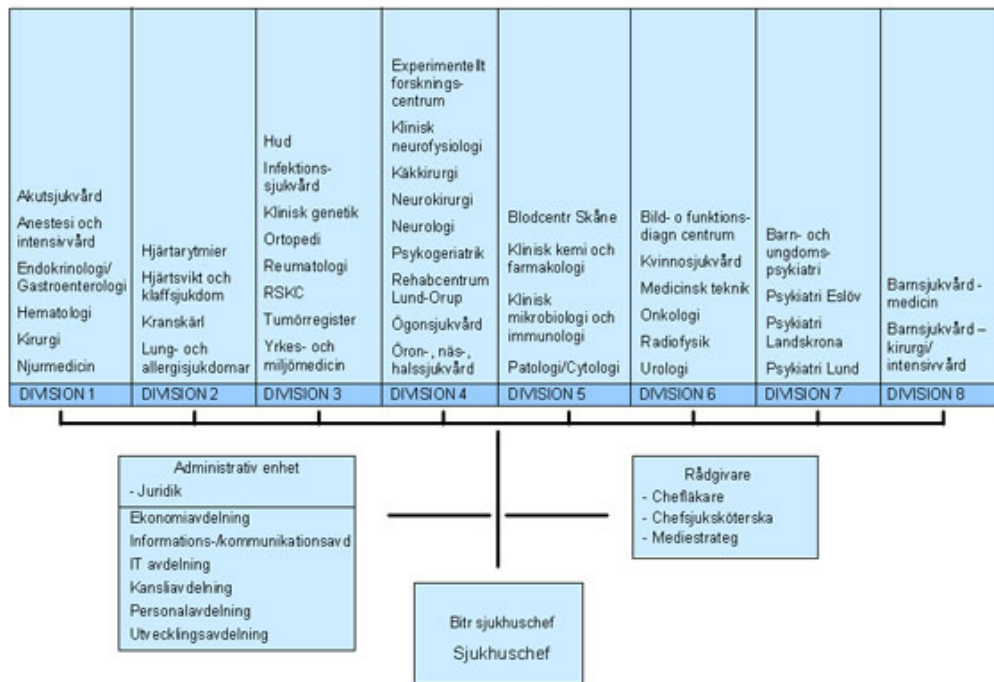 Akutsjukvård
Anestesi och
intensivvård
Endokrinologi/
Gastroenterologi
Hematologi
Kirurgi
Njurmedicin
DIVISION 1
Hjärtarytmier
Hjärtsvikt och
klaffsjukdom
Kranskärl
Lung- och
allergisjukdomar
DIVISION 2
Hud
Infektions-
sjukvård
Klinisk genetik
Ortopedi
Reumatologi
RSKC
Tumörregister
Yrkes- och
miljömedicin
DIVISION 3
Experimentellt
forsknings-
centrum
Klinisk
neurofysiologi
Käkkirurgi
Neurokirurgi
Neurologi
Psykogeriatrik
Rehabcentrum
Lund-Orup
Ögonsjukvård
Öron-, näs-,
halssjukvård
DIVISION 4
Blodcentr Skåne
Klinisk kemi och
farmakologi
Klinisk
mikrobiologi och
immunologi
Patologi/Cytologi
DIVISION 5
Bild- o funktions-
diagn centrum
Kvinnosjukvård
Medicinsk teknik
Onkologi
Radiofysik
Urologi
DIVISION 6
Barn- och
ungdoms-
psykiatri
Psykiatri Eslöv
Psykiatri
Landskrona
Psykiatri Lund
DIVISION 7
Barnsjukvård -
medicin
Barnsjukvård –
kirurgi/
intensivvård
DIVISION 8
Administrativ enhet
- Juridik
Ekonomiavdelning
Informations-/kommunikationsavd
IT avdelning
Kansliavdelning
Personalavdelning
Utvecklingsavdelning
Rådgivare
- Chefläkare
- Chefsjuksköterska
- Mediestrateg
Bitr sjukhuschef
Sjukhuschef